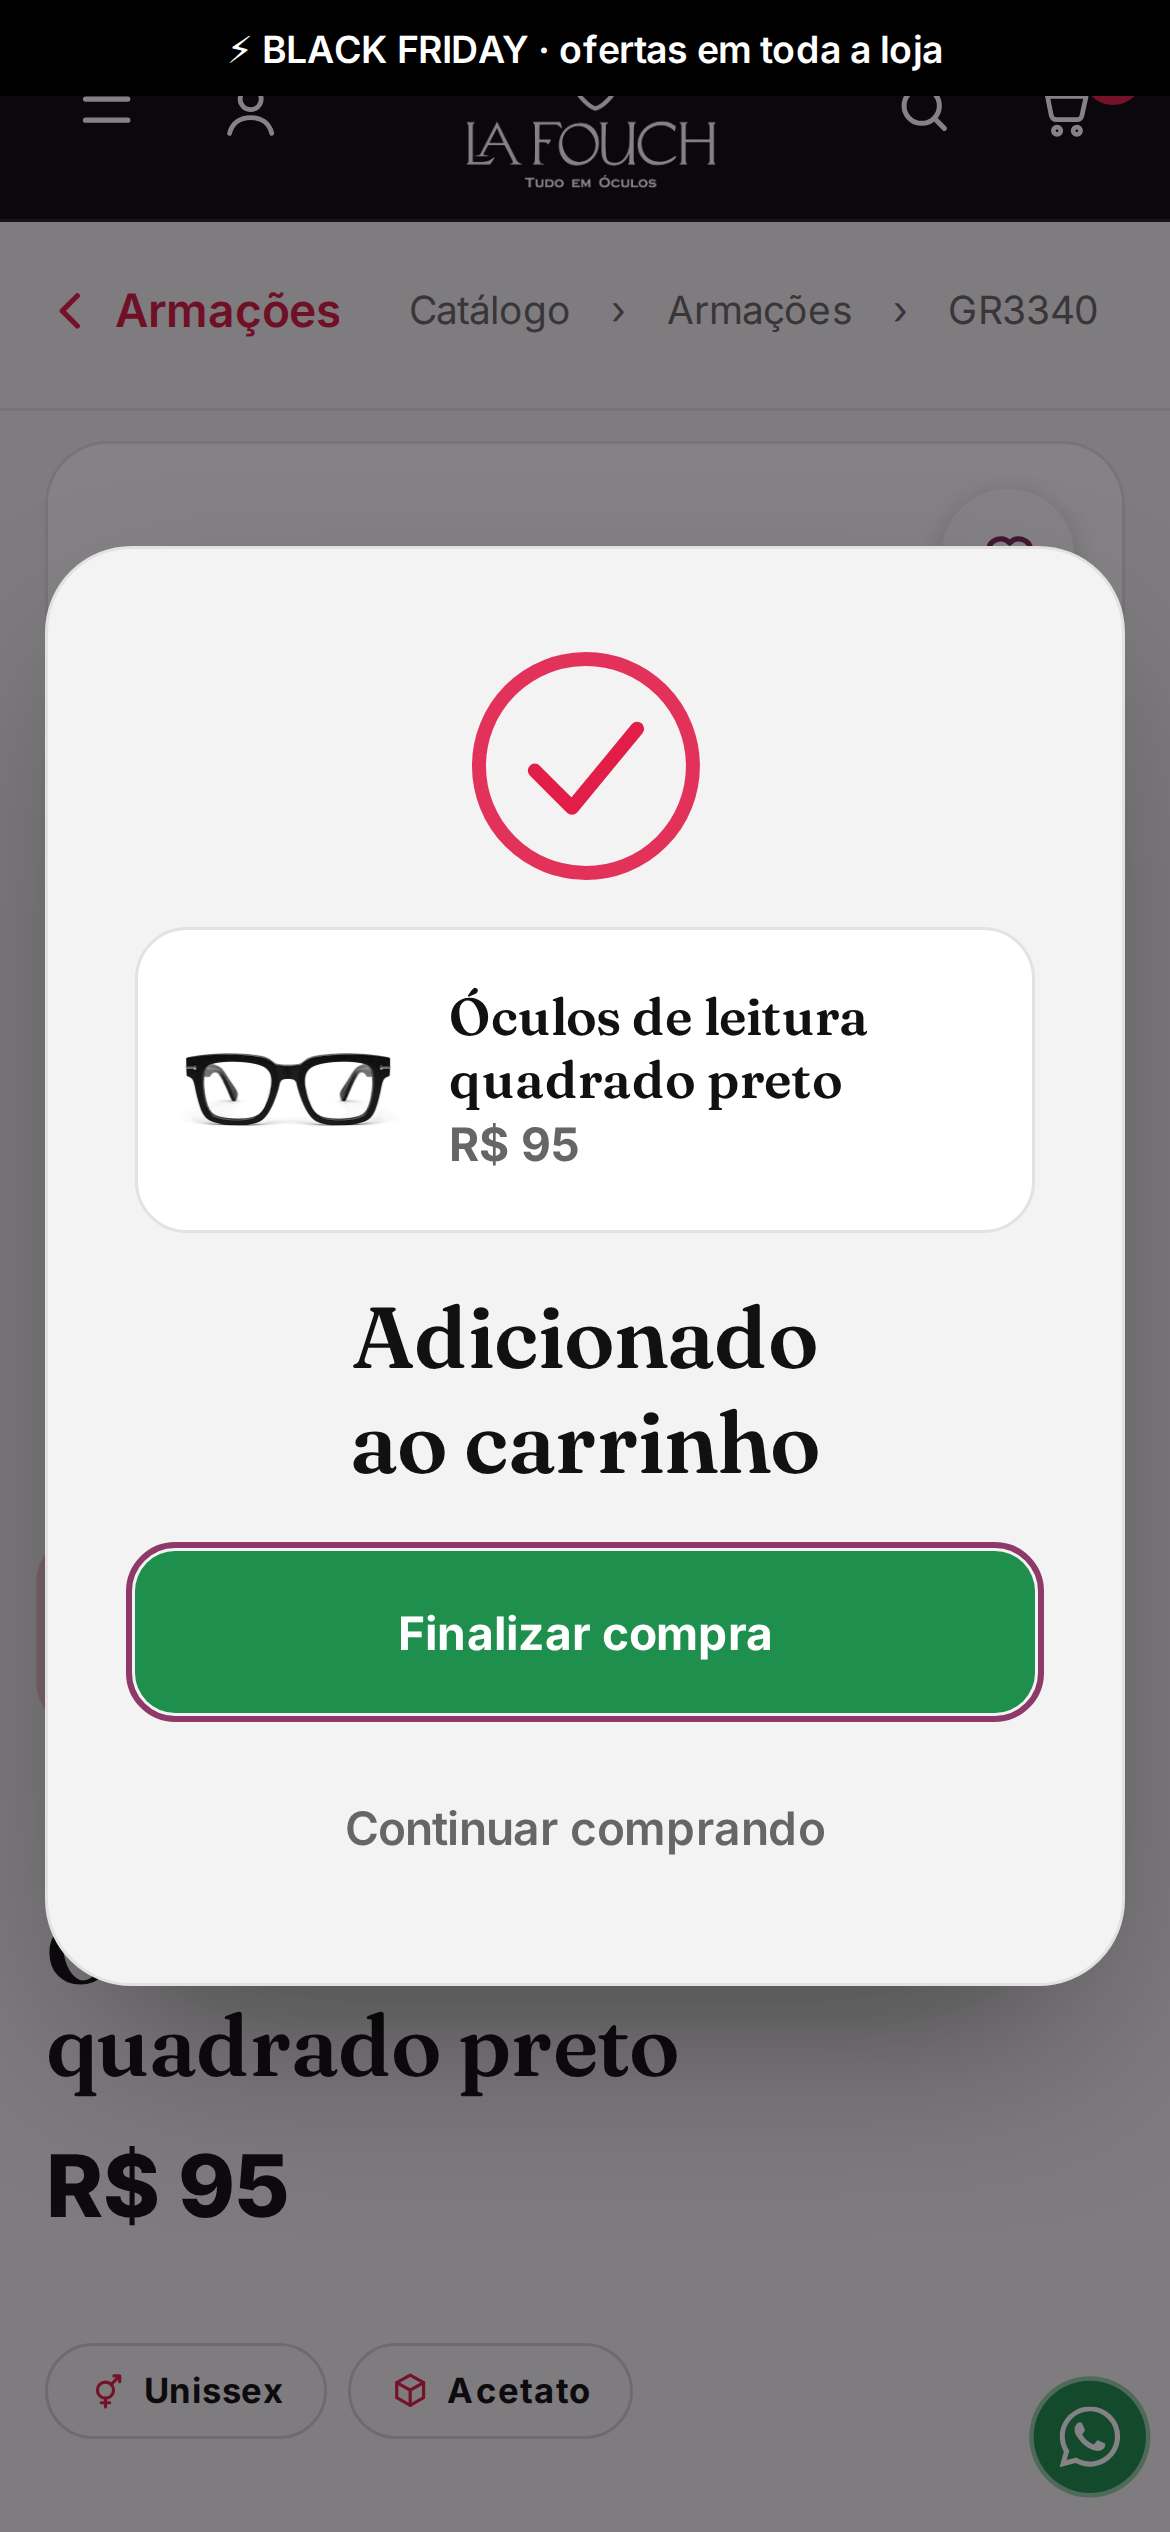 ⚡ BLACK FRIDAY · ofertas em toda a loja
LA FOUCH
Tudo em Óculos
Armações
Catálogo › Armações › GR3340
Óculos de leitura
quadrado preto
R$ 95
Adicionado
ao carrinho
Finalizar compra
Continuar comprando
quadrado preto
R$ 95
Unissex
Acetato